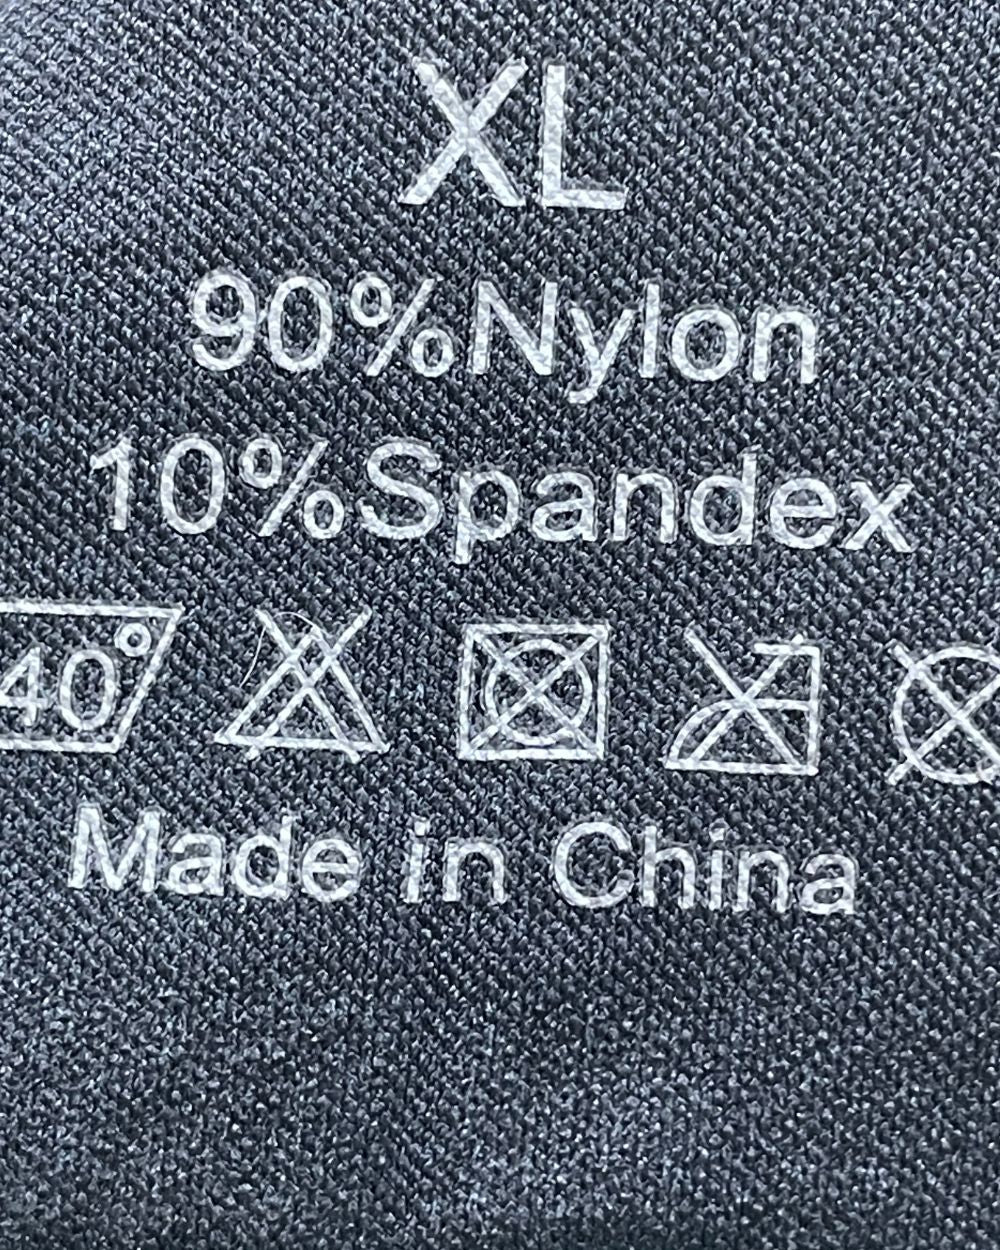 XL
90%Nylon
10%Spandex
40°
Made in China